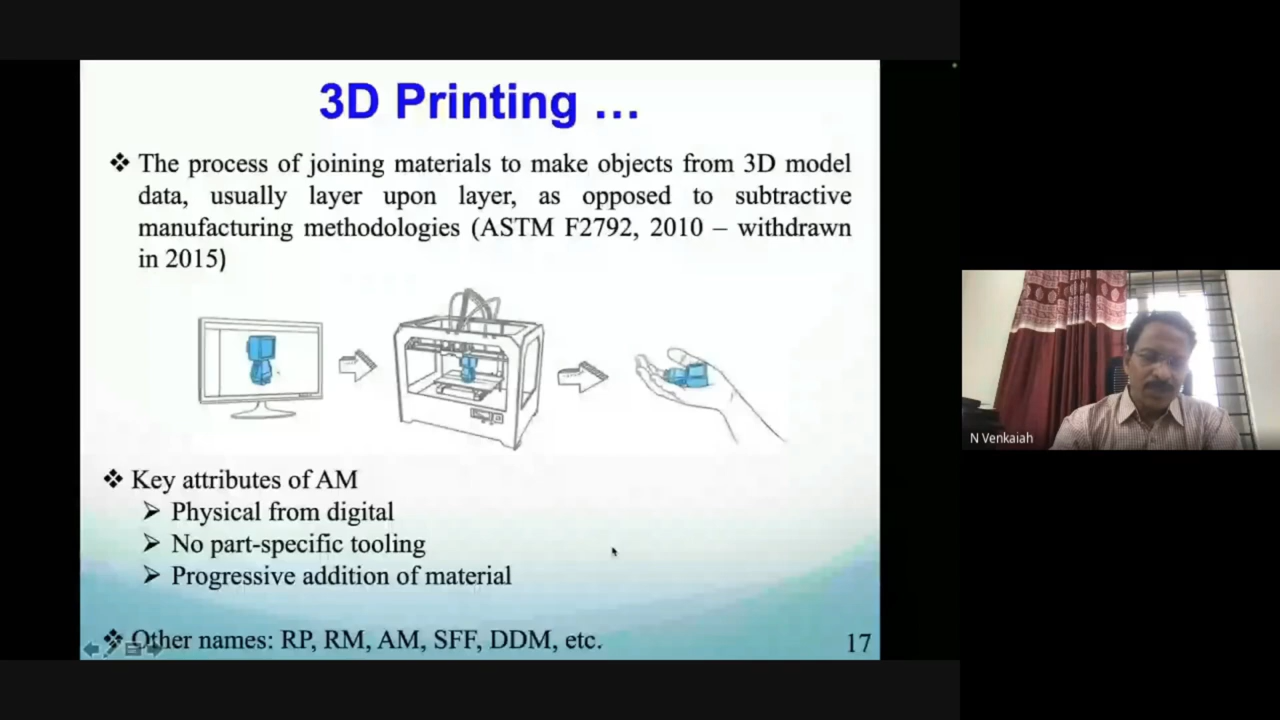 3D Printing ...
❖ The process of joining materials to make objects from 3D model
data, usually layer upon layer, as opposed to subtractive
manufacturing methodologies (ASTM F2792, 2010 – withdrawn
in 2015)
N Venkaiah
❖ Key attributes of AM
➢ Physical from digital
➢ No part-specific tooling
➢ Progressive addition of material
❖ Other names: RP, RM, AM, SFF, DDM, etc.
17